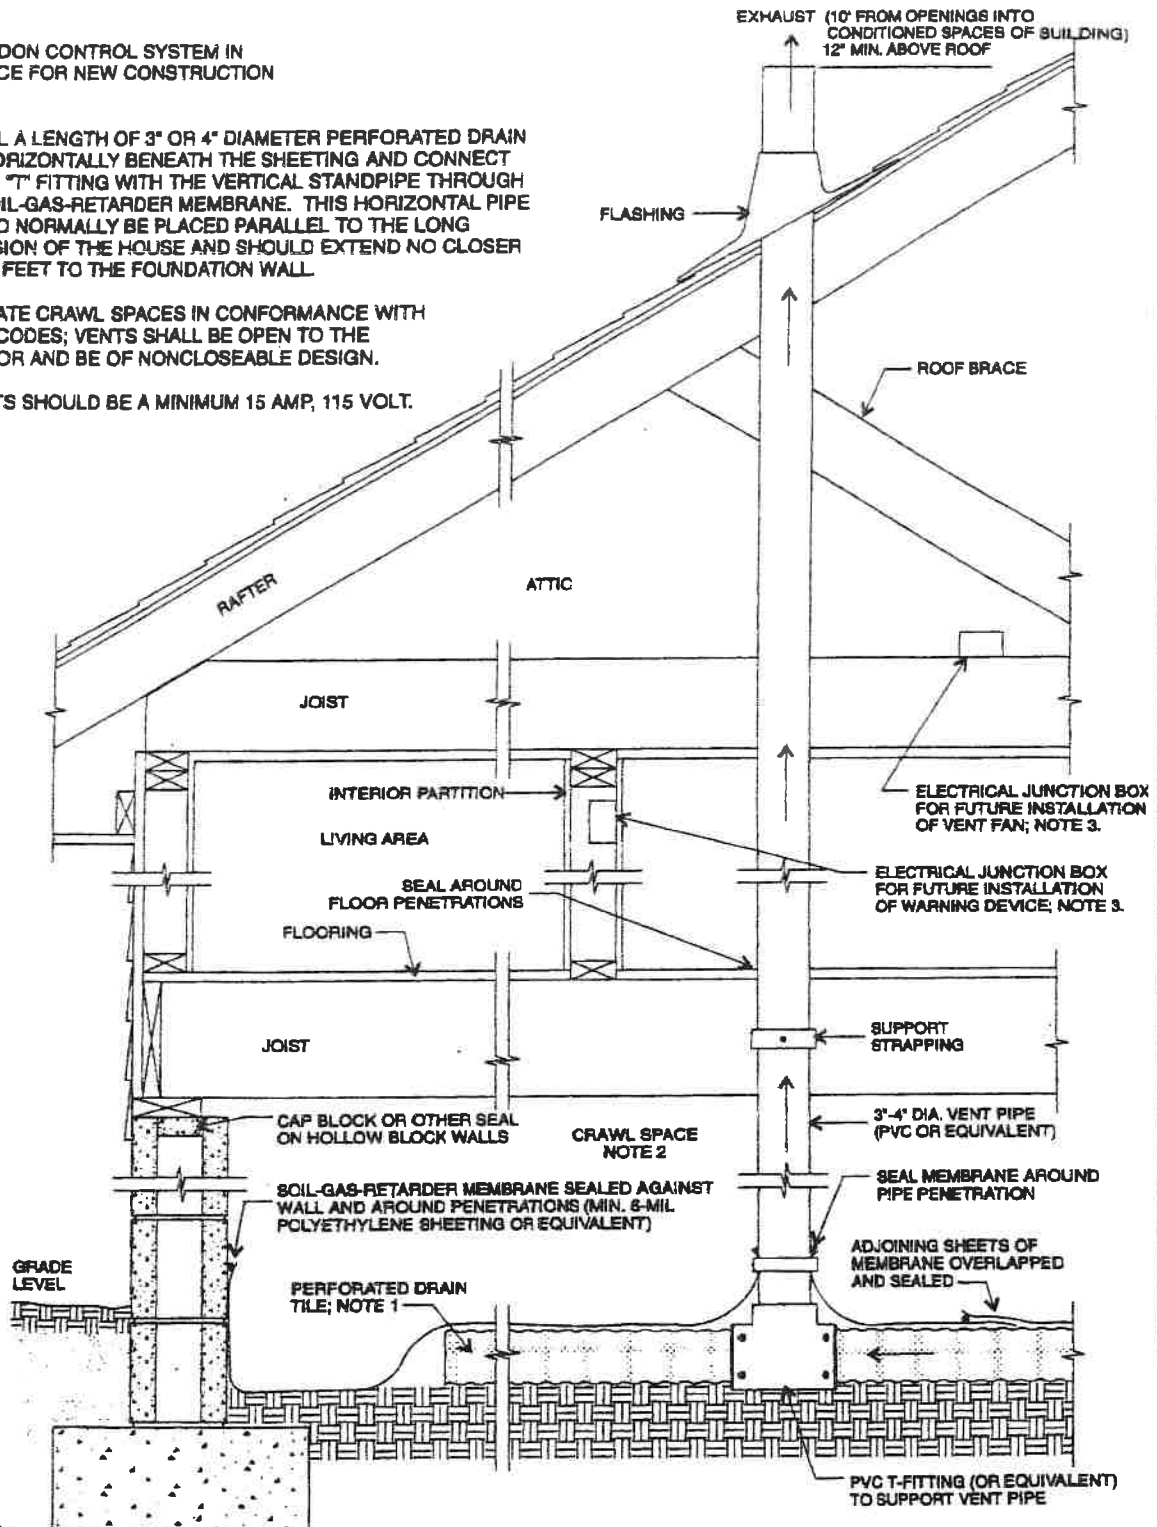 EXHAUST (10' FROM OPENINGS INTO
CONDITIONED SPACES OF BUILDING)
12" MIN. ABOVE ROOF
DON CONTROL SYSTEM IN
CE FOR NEW CONSTRUCTION
L A LENGTH OF 3" OR 4" DIAMETER PERFORATED DRAIN
ORIZONTALLY BENEATH THE SHEETING AND CONNECT
"T" FITTING WITH THE VERTICAL STANDPIPE THROUGH
IL-GAS-RETARDER MEMBRANE. THIS HORIZONTAL PIPE
D NORMALLY BE PLACED PARALLEL TO THE LONG
SION OF THE HOUSE AND SHOULD EXTEND NO CLOSER
FEET TO THE FOUNDATION WALL
ATE CRAWL SPACES IN CONFORMANCE WITH
CODES; VENTS SHALL BE OPEN TO THE
OR AND BE OF NONCLOSEABLE DESIGN.
TS SHOULD BE A MINIMUM 15 AMP, 115 VOLT.
FLASHING
ROOF BRACE
RAFTER
ATTIC
JOIST
INTERIOR PARTITION
LIVING AREA
ELECTRICAL JUNCTION BOX
FOR FUTURE INSTALLATION
OF VENT FAN; NOTE 3.
SEAL AROUND
FLOOR PENETRATIONS
ELECTRICAL JUNCTION BOX
FOR FUTURE INSTALLATION
OF WARNING DEVICE; NOTE 3.
FLOORING
JOIST
SUPPORT
STRAPPING
CAP BLOCK OR OTHER SEAL
ON HOLLOW BLOCK WALLS
CRAWL SPACE
NOTE 2
3"-4" DIA. VENT PIPE
(PVC OR EQUIVALENT)
SOIL-GAS-RETARDER MEMBRANE SEALED AGAINST
WALL AND AROUND PENETRATIONS (MIN. 6-MIL
POLYETHYLENE SHEETING OR EQUIVALENT)
SEAL MEMBRANE AROUND
PIPE PENETRATION
GRADE
LEVEL
PERFORATED DRAIN
TILE; NOTE 1
ADJOINING SHEETS OF
MEMBRANE OVERLAPPED
AND SEALED
PVC T-FITTING (OR EQUIVALENT)
TO SUPPORT VENT PIPE